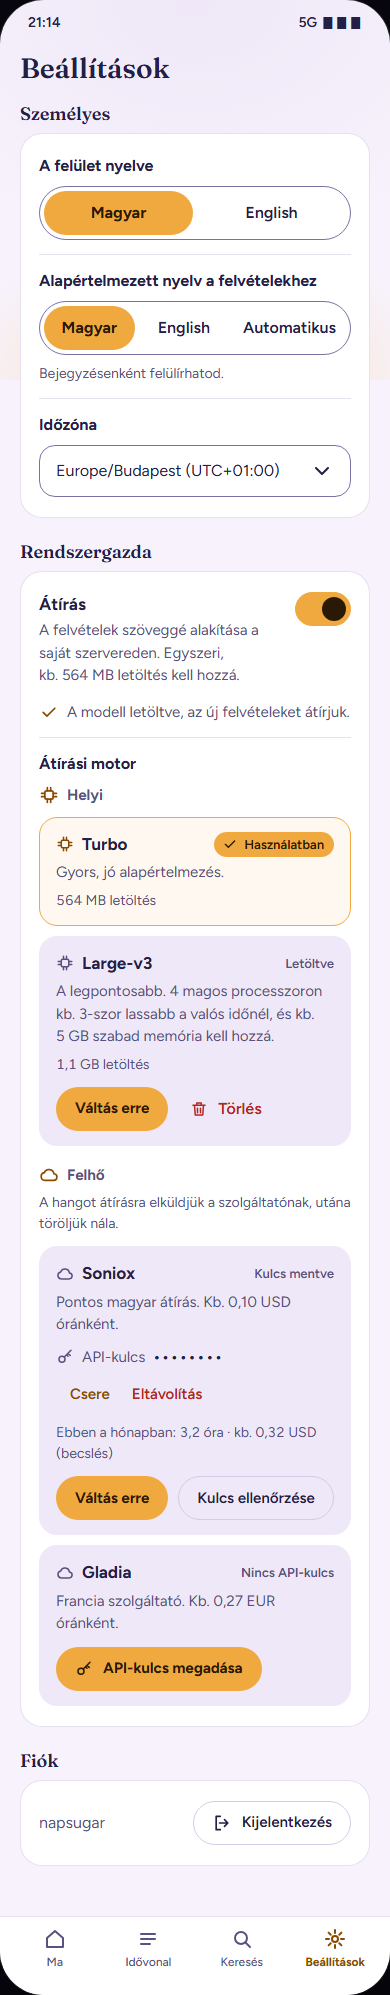 21:14
5G
Beállítások
Személyes
A felület nyelve
Magyar
English
Alapértelmezett nyelv a felvételekhez
Magyar
English
Automatikus
Bejegyzésenként felülírhatod.
Időzóna
Europe/Budapest (UTC+01:00)
Rendszergazda
Átírás
A felvételek szöveggé alakítása a
saját szervereden. Egyszeri,
kb. 564 MB letöltés kell hozzá.
A modell letöltve, az új felvételeket átírjuk.
Átírási motor
Helyi
Turbo
Használatban
Gyors, jó alapértelmezés.
564 MB letöltés
Large-v3
Letöltve
A legpontosabb. 4 magos processzoron
kb. 3-szor lassabb a valós időnél, és kb.
5 GB szabad memória kell hozzá.
1,1 GB letöltés
Váltás erre
Törlés
Felhő
A hangot átírásra elküldjük a szolgáltatónak, utána
töröljük nála.
Soniox
Kulcs mentve
Pontos magyar átírás. Kb. 0,10 USD
óránként.
API-kulcs ••••••••
Csere
Eltávolítás
Ebben a hónapban: 3,2 óra · kb. 0,32 USD
(becslés)
Váltás erre
Kulcs ellenőrzése
Gladia
Nincs API-kulcs
Francia szolgáltató. Kb. 0,27 EUR
óránként.
API-kulcs megadása
Fiók
napsugar
Kijelentkezés
Ma
Idővonal
Keresés
Beállítások